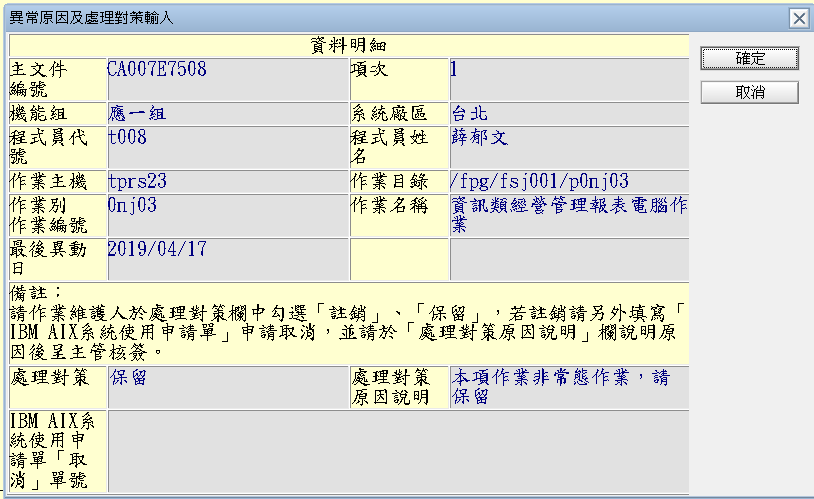 異常原因及處理對策輸入
資料明細
確定
取消
主文件
編號
CA007E7508
項次
1
機能組
應一組
系統廠區
台北
程式員代
號
t008
程式員姓
名
薛郁文
作業主機
tprs23
作業目錄
/fpg/fsj001/p0nj03
作業別
作業編號
0nj03
作業名稱
資訊類經營管理報表電腦作
業
最後異動
日
2019/04/17
備註：
請作業維護人於處理對策欄中勾選「註銷」、「保留」，若註銷請另外填寫「
IBM AIX系統使用申請單」申請取消，並請於「處理對策原因說明」欄說明原
因後呈主管核簽。
處理對策
保留
處理對策
原因說明
本項作業非常態作業，請
保留
IBM AIX系
統使用申
請單「取
消」單號